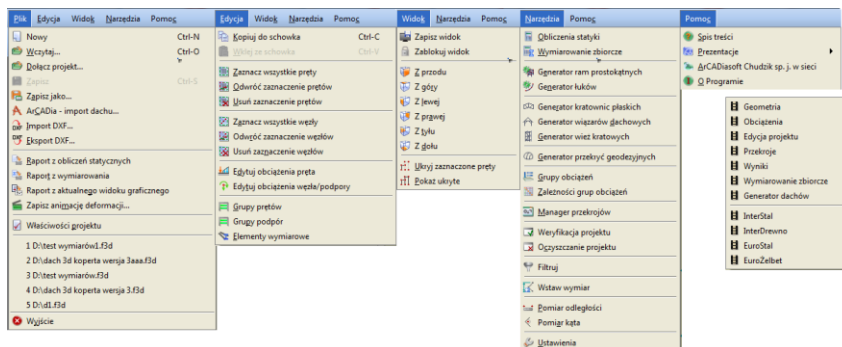 Plik Edycja Widok Narzędzia Pomoc
Nowy Ctrl-N
Wczytaj... Ctrl-O
Dołącz projekt...
Zapisz Ctrl-S
Zapisz jako...
ArCADia - import dachu...
Import DXF...
Eksport DXF...
Raport z obliczeń statycznych
Raport z wymiarowania
Raport z aktualnego widoku graficznego
Zapisz animację deformacji...
Właściwości projektu
1 D:\test wymiarów1.f3d
2 D:\dach 3d koperta wersja 3aaa.f3d
3 D:\test wymiarów.f3d
4 D:\dach 3d koperta wersja 3.f3d
5 D:\d1.f3d
Wyjście
Edycja Widok Narzędzia Pomoc
Kopiuj do schowka Ctrl-C
Wklej ze schowka Ctrl-V
Zaznacz wszystkie pręty
Odwróć zaznaczenie prętów
Usuń zaznaczenie prętów
Zaznacz wszystkie węzły
Odwróć zaznaczenie węzłów
Usuń zaznaczenie węzłów
Edytuj obciążenia pręta
Edytuj obciążenia węzła/podpory
Grupy prętów
Grupy podpór
Elementy wymiarowe
Widok Narzędzia Pomoc
Zapisz widok
Zablokuj widok
Z przodu
Z góry
Z lewej
Z prawej
Z tyłu
Z dołu
Ukryj zaznaczone pręty
Pokaż ukryte
Narzędzia Pomoc
Obliczenia statyki
Wymiarowanie zbiorcze
Generator ram prostokątnych
Generator łuków
Generator kratownic płaskich
Generator wiązarów dachowych
Generator wież kratowych
Generator przekryć geodezyjnych
Grupy obciążeń
Zależności grup obciążeń
Manager przekrojów
Weryfikacja projektu
Oczyszczanie projektu
Filtruj
Wstaw wymiar
Pomiar odległości
Pomiar kąta
Ustawienia
Pomoc
Spis treści
Prezentacje
ArCADiasoft Chudzik sp. j. w sieci
O Programie
Geometria
Obciążenia
Edycja projektu
Przekroje
Wyniki
Wymiarowanie zbiorcze
Generator dachów
InterStal
InterDrewno
EuroStal
EuroŻelbet